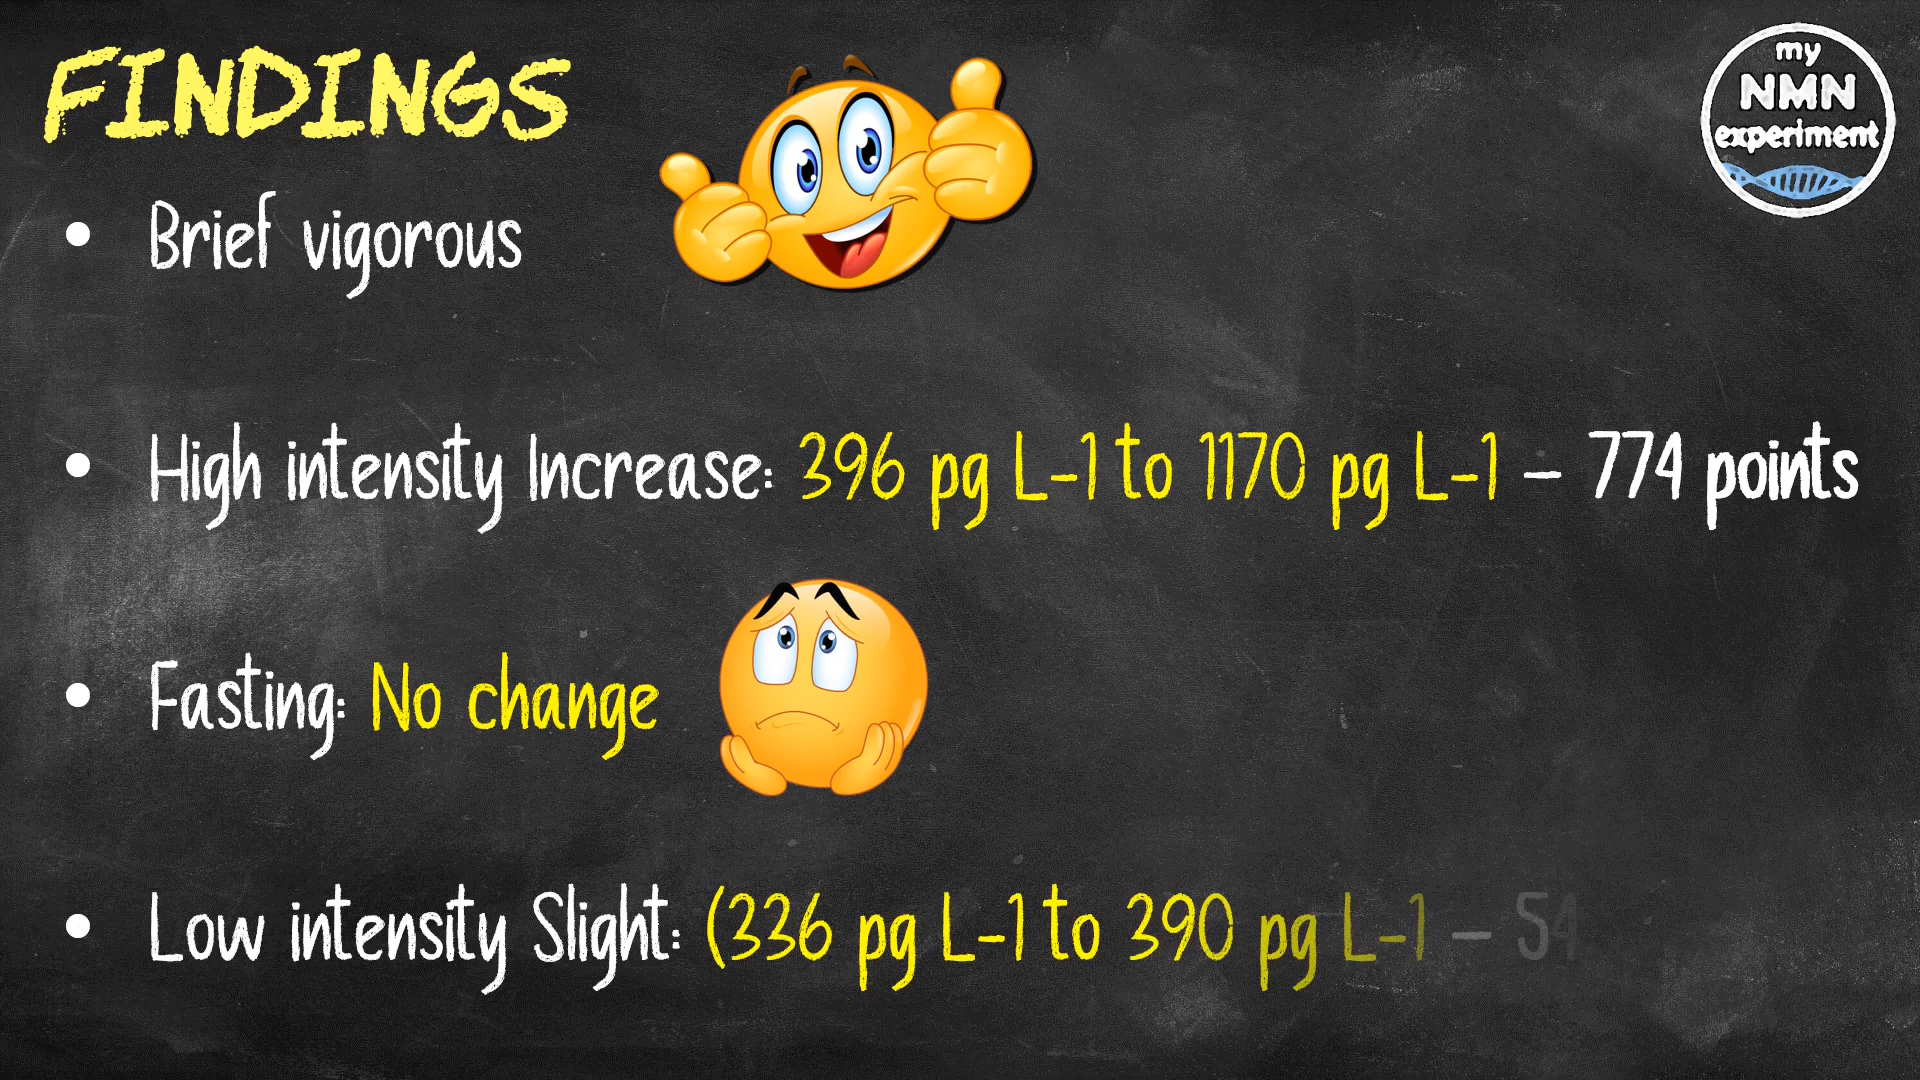 FINDINGS
my
NMN
experiment
• Brief vigorous
• High intensity Increase: 396 pg L-1 to 1170 pg L-1 – 774 points
• Fasting: No change
• Low intensity Slight: (336 pg L-1 to 390 pg L-1 – 54